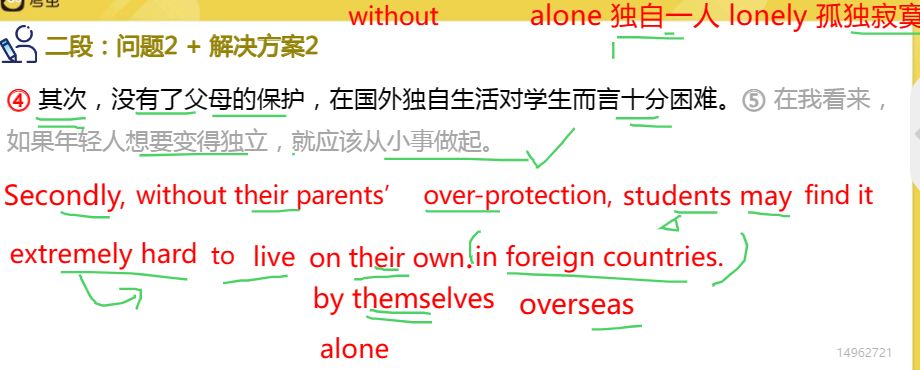 考虫
without alone 独自一人 lonely 孤独寂寞
二段：问题2 + 解决方案2
④ 其次，没有了父母的保护，在国外独自生活对学生而言十分困难。⑤ 在我看来，
如果年轻人想要变得独立，就应该从小事做起。
Secondly, without their parents’ over-protection, students may find it
extremely hard to live on their own.(in foreign countries.)
by themselves overseas
alone
14962721